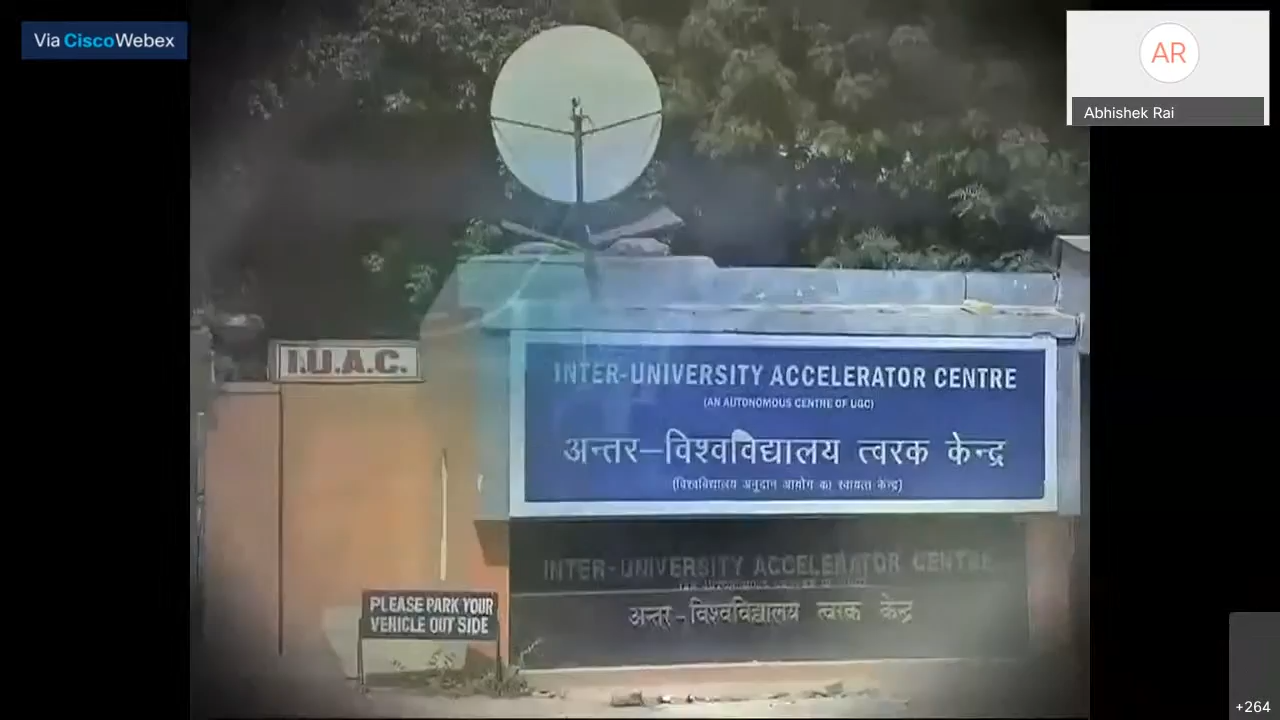 Via CiscoWebex
AR
Abhishek Rai
I.U.A.C.
INTER-UNIVERSITY ACCELERATOR CENTRE
(AN AUTONOMOUS CENTRE OF UGC)
अन्तर–विश्वविद्यालय त्वरक केन्द्र
(विश्वविद्यालय अनुदान आयोग का स्वायत्त केन्द्र)
INTER-UNIVERSITY ACCELERATOR CENTRE
अन्तर-विश्वविद्यालय त्वरक केन्द्र
PLEASE PARK YOUR
VEHICLE OUT SIDE
+264